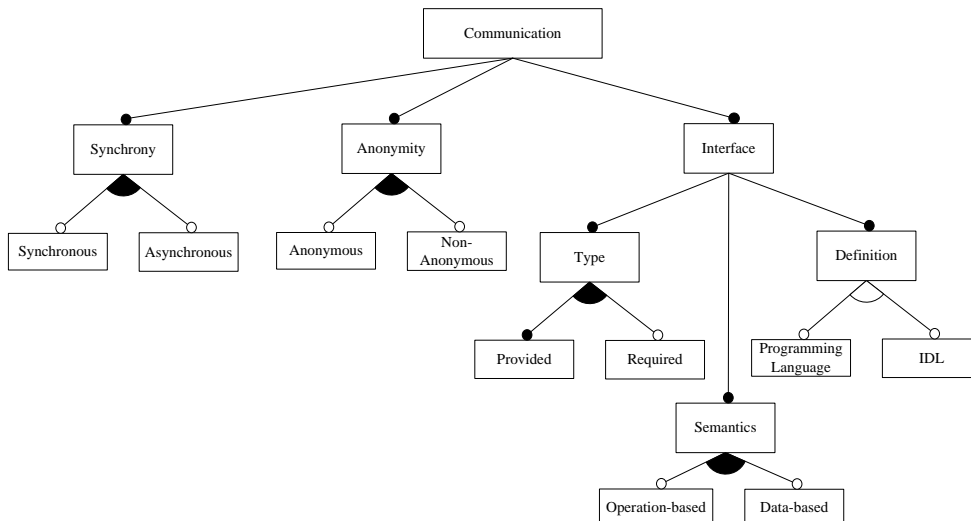 Communication
Synchrony
Anonymity
Interface
Synchronous
Asynchronous
Anonymous
Non-
Anonymous
Type
Definition
Provided
Required
Programming
Language
IDL
Semantics
Operation-based
Data-based